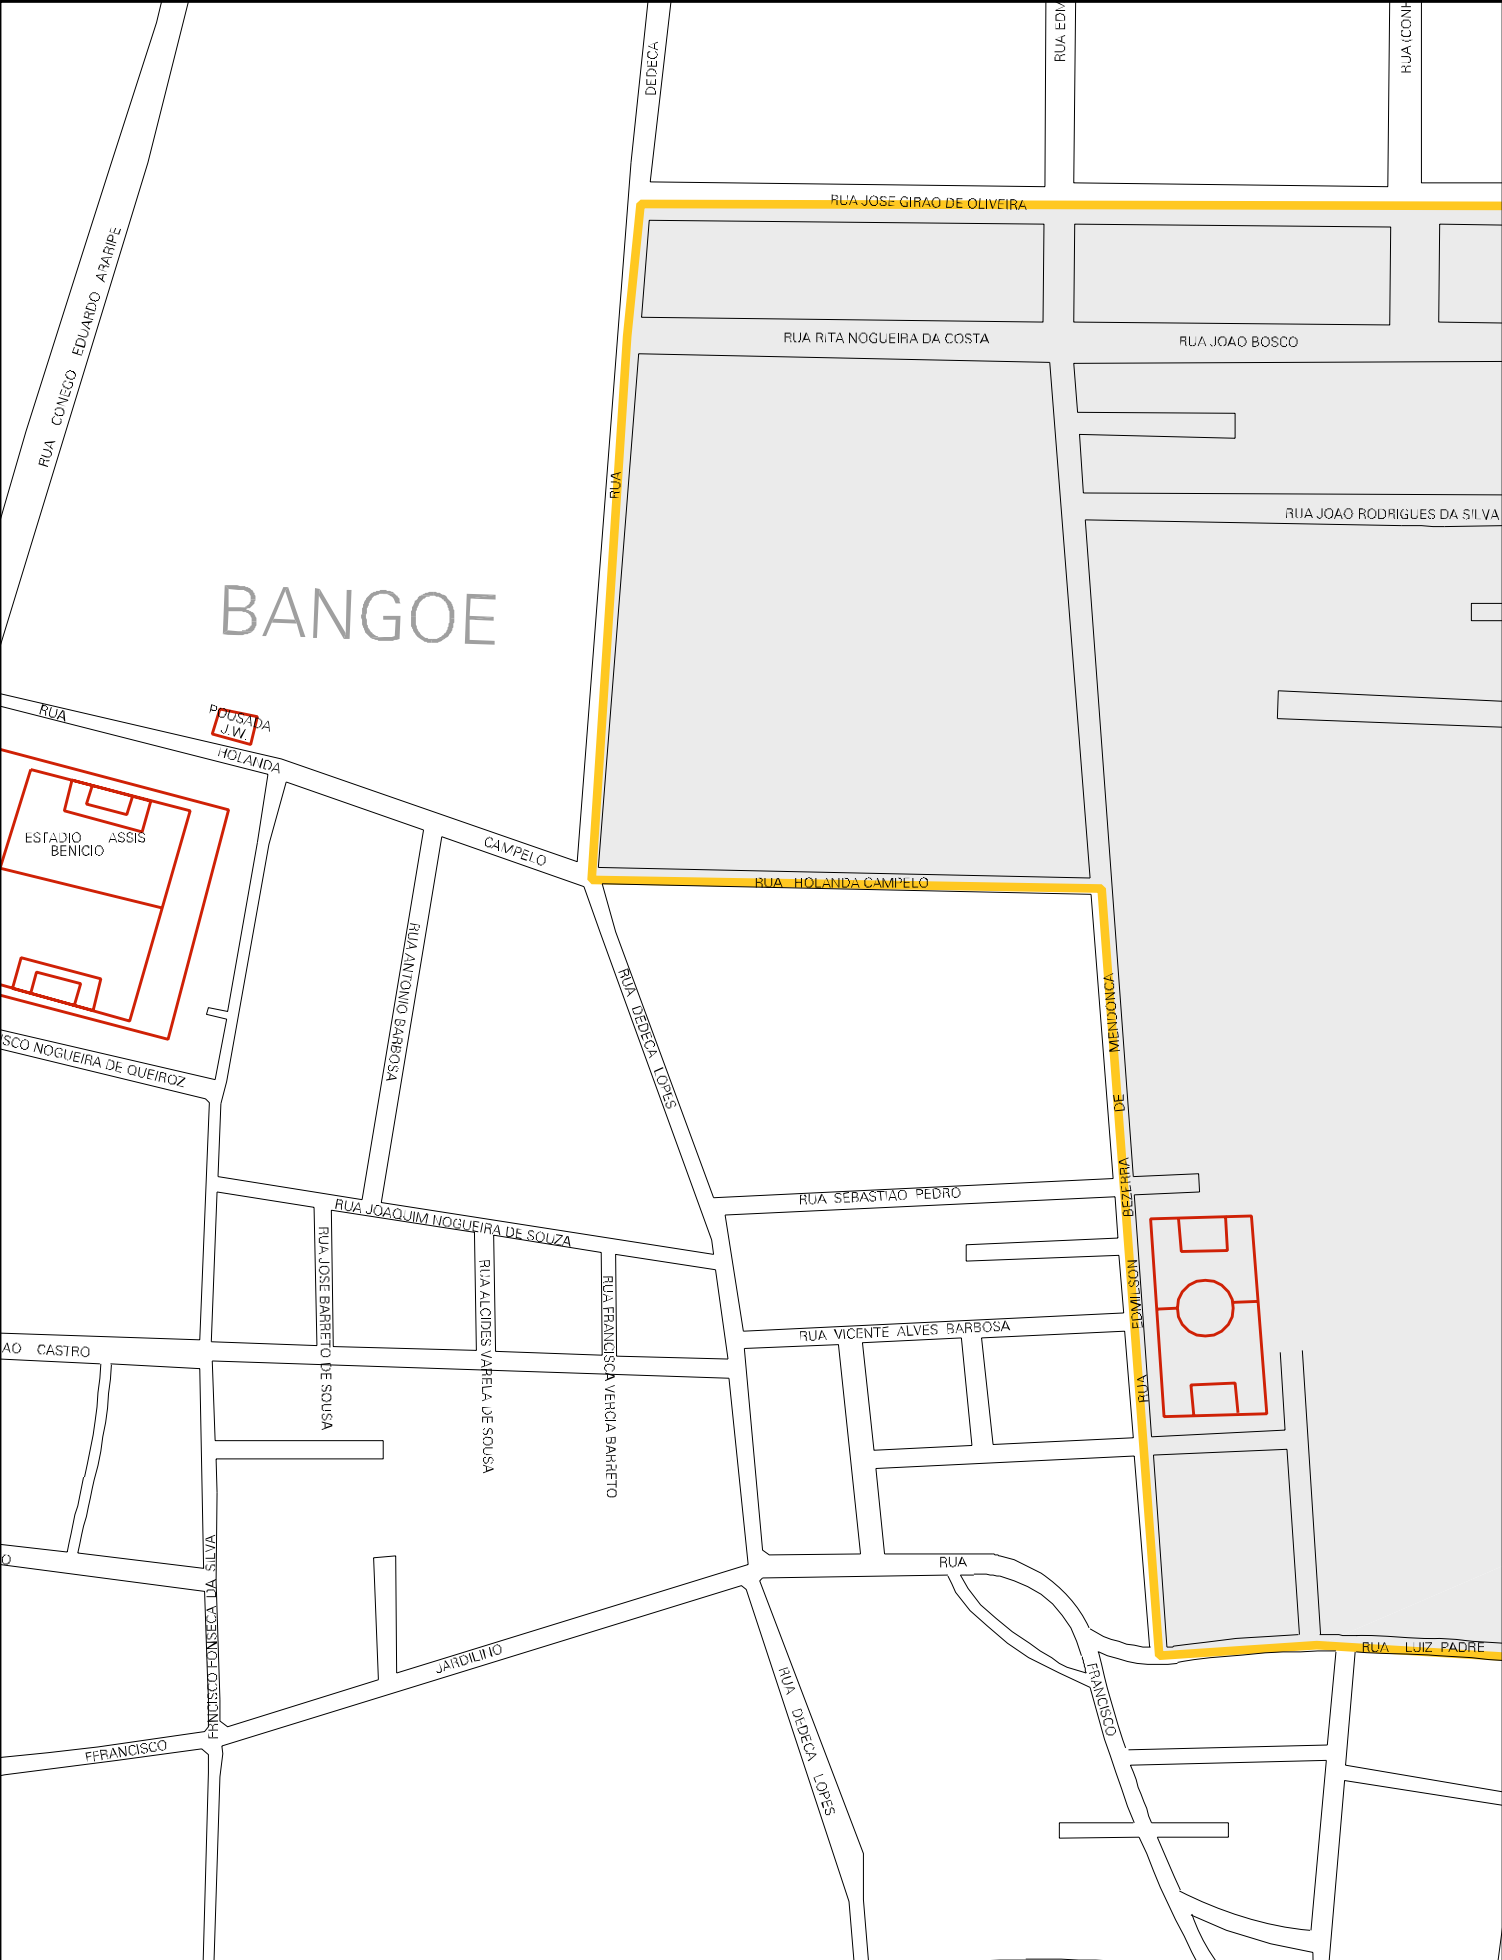 DEDECA
RUA EDM
RUA (CONH
RUA JOSE GIRAO DE OLIVEIRA
RUA CONEGO EDUARDO ARARIPE
RUA RITA NOGUEIRA DA COSTA
RUA JOAO BOSCO
RUA
RUA JOAO RODRIGUES DA SILVA
BANGOE
RUA
POUSADA
J.W.
HOLANDA
ESTADIO ASSIS
BENICIO
CAMPELO
RUA HOLANDA CAMPELO
RUA ANTONIO BARBOSA
RUA DEDECA LOPES
RUA EDMILSON BEZERRA DE MENDONCA
ISCO NOGUEIRA DE QUEIROZ
RUA SEBASTIAO PEDRO
RUA JOAQUIM NOGUEIRA DE SOUZA
RUA JOSE BARRETO DE SOUSA
RUA ALCIDES VARELA DE SOUSA
RUA FRANCISCA VERCIA BARRETO
RUA VICENTE ALVES BARBOSA
AO CASTRO
O
FRNCISCO FONSECA DA SILVA
RUA
JARDILINO
RUA LUIZ PADRE
FRANCISCO
RUA DEDECA LOPES
FFRANCISCO